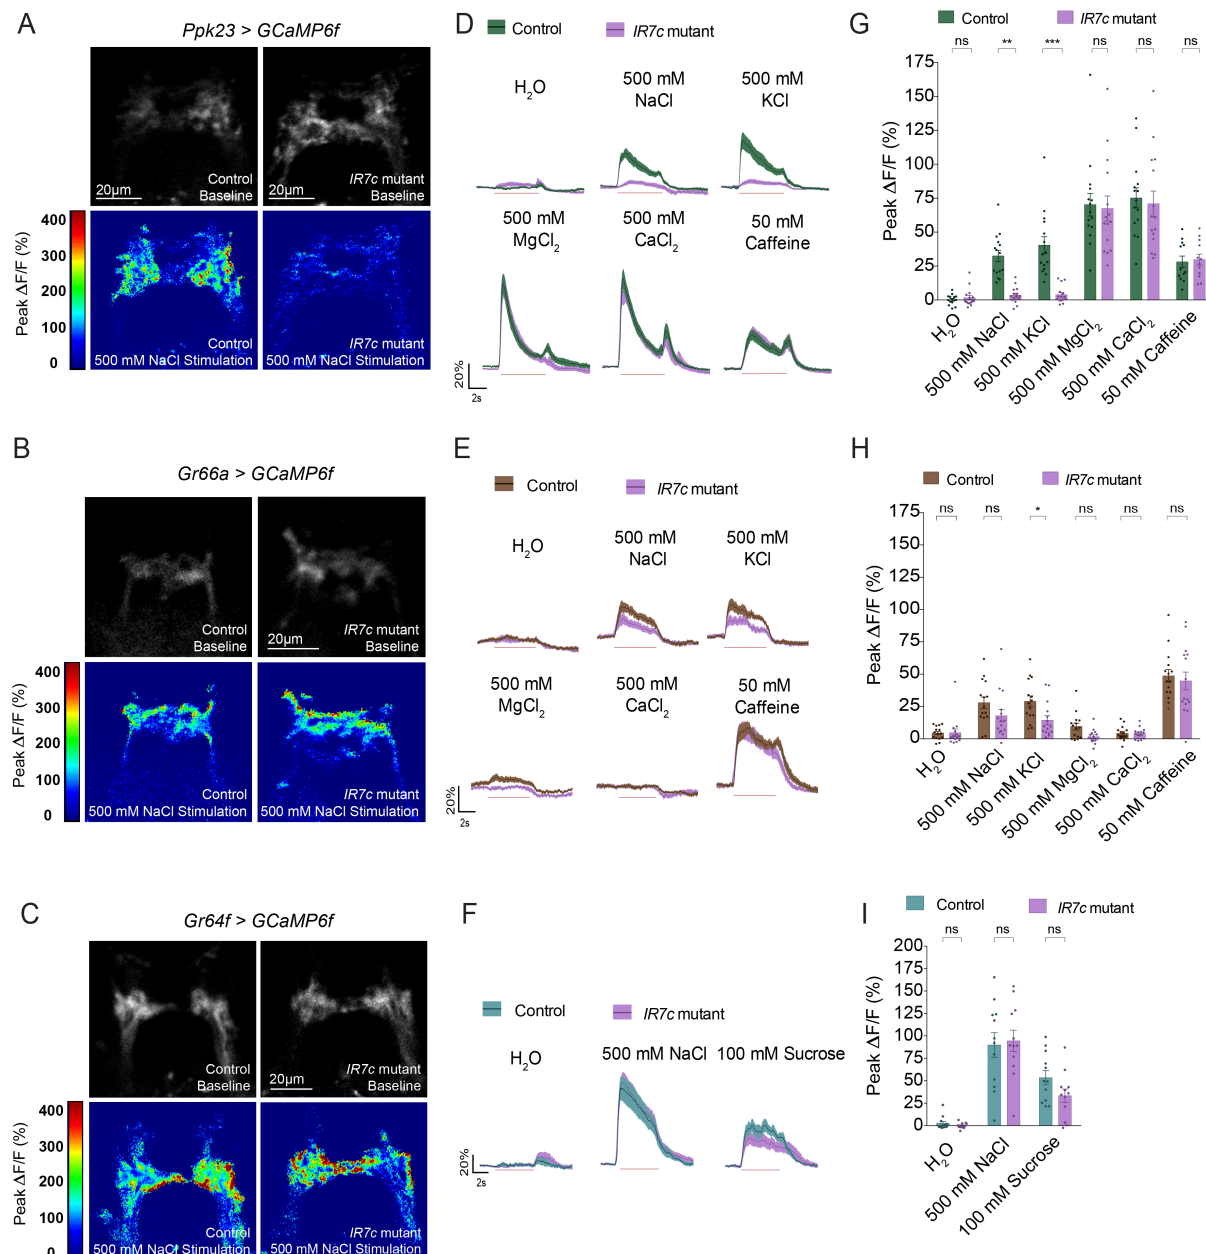 A
Ppk23 > GCaMP6f
Control
Baseline
20µm
IR7c mutant
Baseline
20µm
400
300
200
100
0
Peak ΔF/F (%)
Control
500 mM NaCl Stimulation
IR7c mutant
500 mM NaCl Stimulation
D
Control
IR7c mutant
H2O
500 mM
NaCl
500 mM
KCl
500 mM
MgCl2
500 mM
CaCl2
50 mM
Caffeine
20%
2s
G
Control
IR7c mutant
ns
**
***
ns
ns
ns
175
150
125
100
75
50
25
0
Peak ΔF/F (%)
H2O
500 mM NaCl
500 mM KCl
500 mM MgCl2
500 mM CaCl2
50 mM Caffeine
B
Gr66a > GCaMP6f
Control
Baseline
20µm
IR7c mutant
Baseline
400
300
200
100
0
Peak ΔF/F (%)
Control
500 mM NaCl Stimulation
IR7c mutant
500 mM NaCl Stimulation
E
Control
IR7c mutant
H2O
500 mM
NaCl
500 mM
KCl
500 mM
MgCl2
500 mM
CaCl2
50 mM
Caffeine
20%
2s
H
Control
IR7c mutant
ns
ns
*
ns
ns
ns
175
150
125
100
75
50
25
0
Peak ΔF/F (%)
H2O
500 mM NaCl
500 mM KCl
500 mM MgCl2
500 mM CaCl2
50 mM Caffeine
C
Gr64f > GCaMP6f
Control
Baseline
20µm
IR7c mutant
Baseline
400
300
200
100
0
Peak ΔF/F (%)
Control
500 mM NaCl Stimulation
IR7c mutant
500 mM NaCl Stimulation
F
Control
IR7c mutant
H2O
500 mM NaCl
100 mM Sucrose
20%
2s
I
Control
IR7c mutant
ns
ns
ns
200
175
150
125
100
75
50
25
0
Peak ΔF/F (%)
H2O
500 mM NaCl
100 mM Sucrose